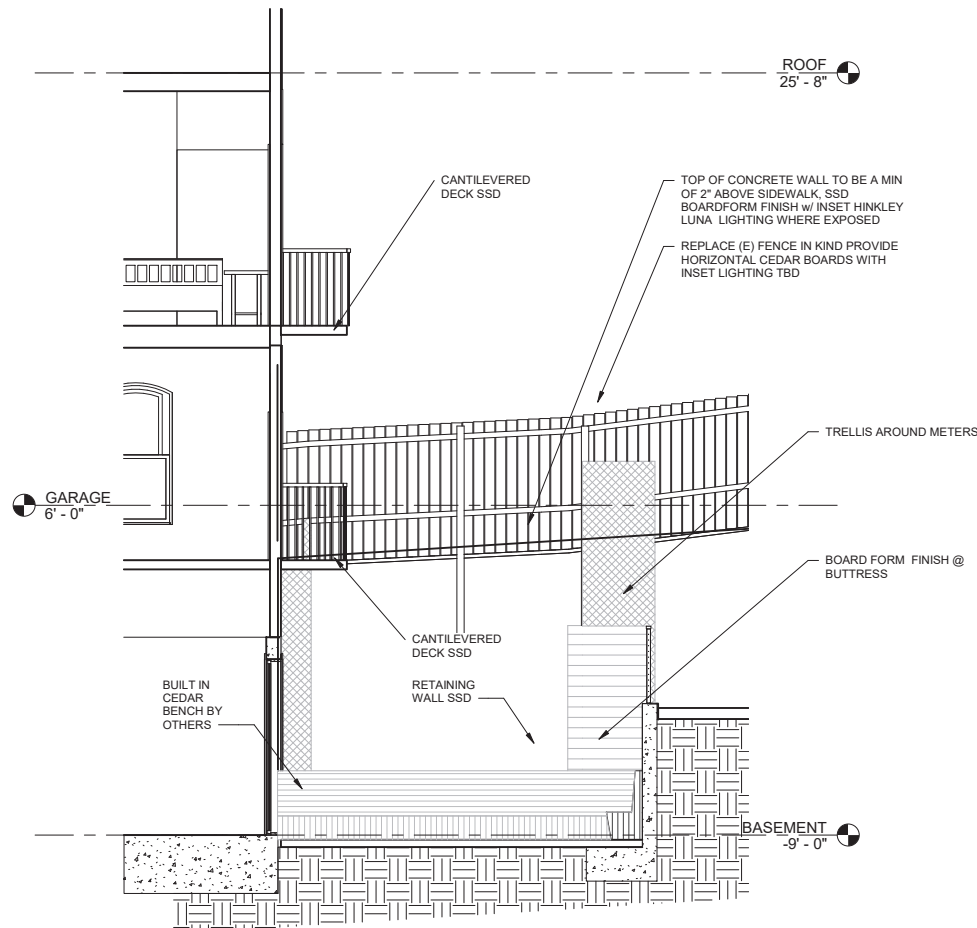 ROOF
25' - 8"
CANTILEVERED
DECK SSD
TOP OF CONCRETE WALL TO BE A MIN
OF 2" ABOVE SIDEWALK, SSD
BOARDFORM FINISH w/ INSET HINKLEY
LUNA LIGHTING WHERE EXPOSED
REPLACE (E) FENCE IN KIND PROVIDE
HORIZONTAL CEDAR BOARDS WITH
INSET LIGHTING TBD
TRELLIS AROUND METERS
GARAGE
6' - 0"
BOARD FORM FINISH @
BUTTRESS
CANTILEVERED
DECK SSD
BUILT IN
CEDAR
BENCH BY
OTHERS
RETAINING
WALL SSD
BASEMENT
-9' - 0"